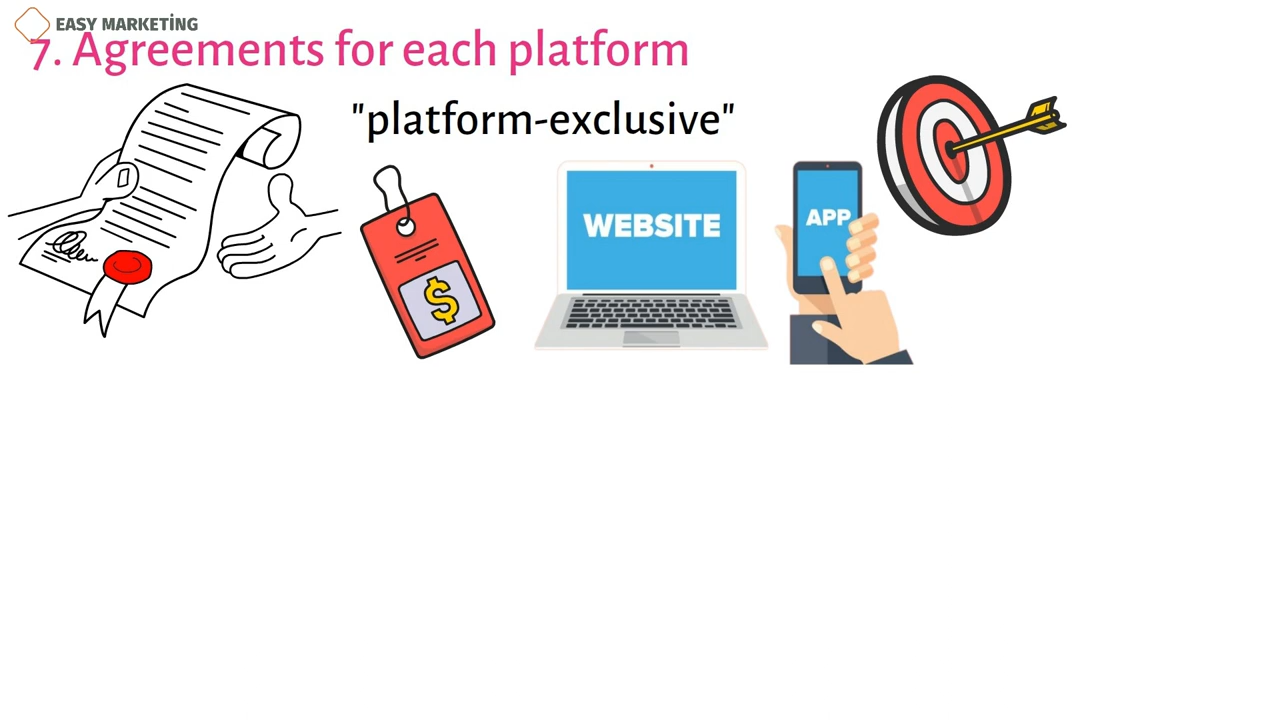 EASY MARKETİNG
7. Agreements for each platform
"platform-exclusive"
WEBSITE
APP
$